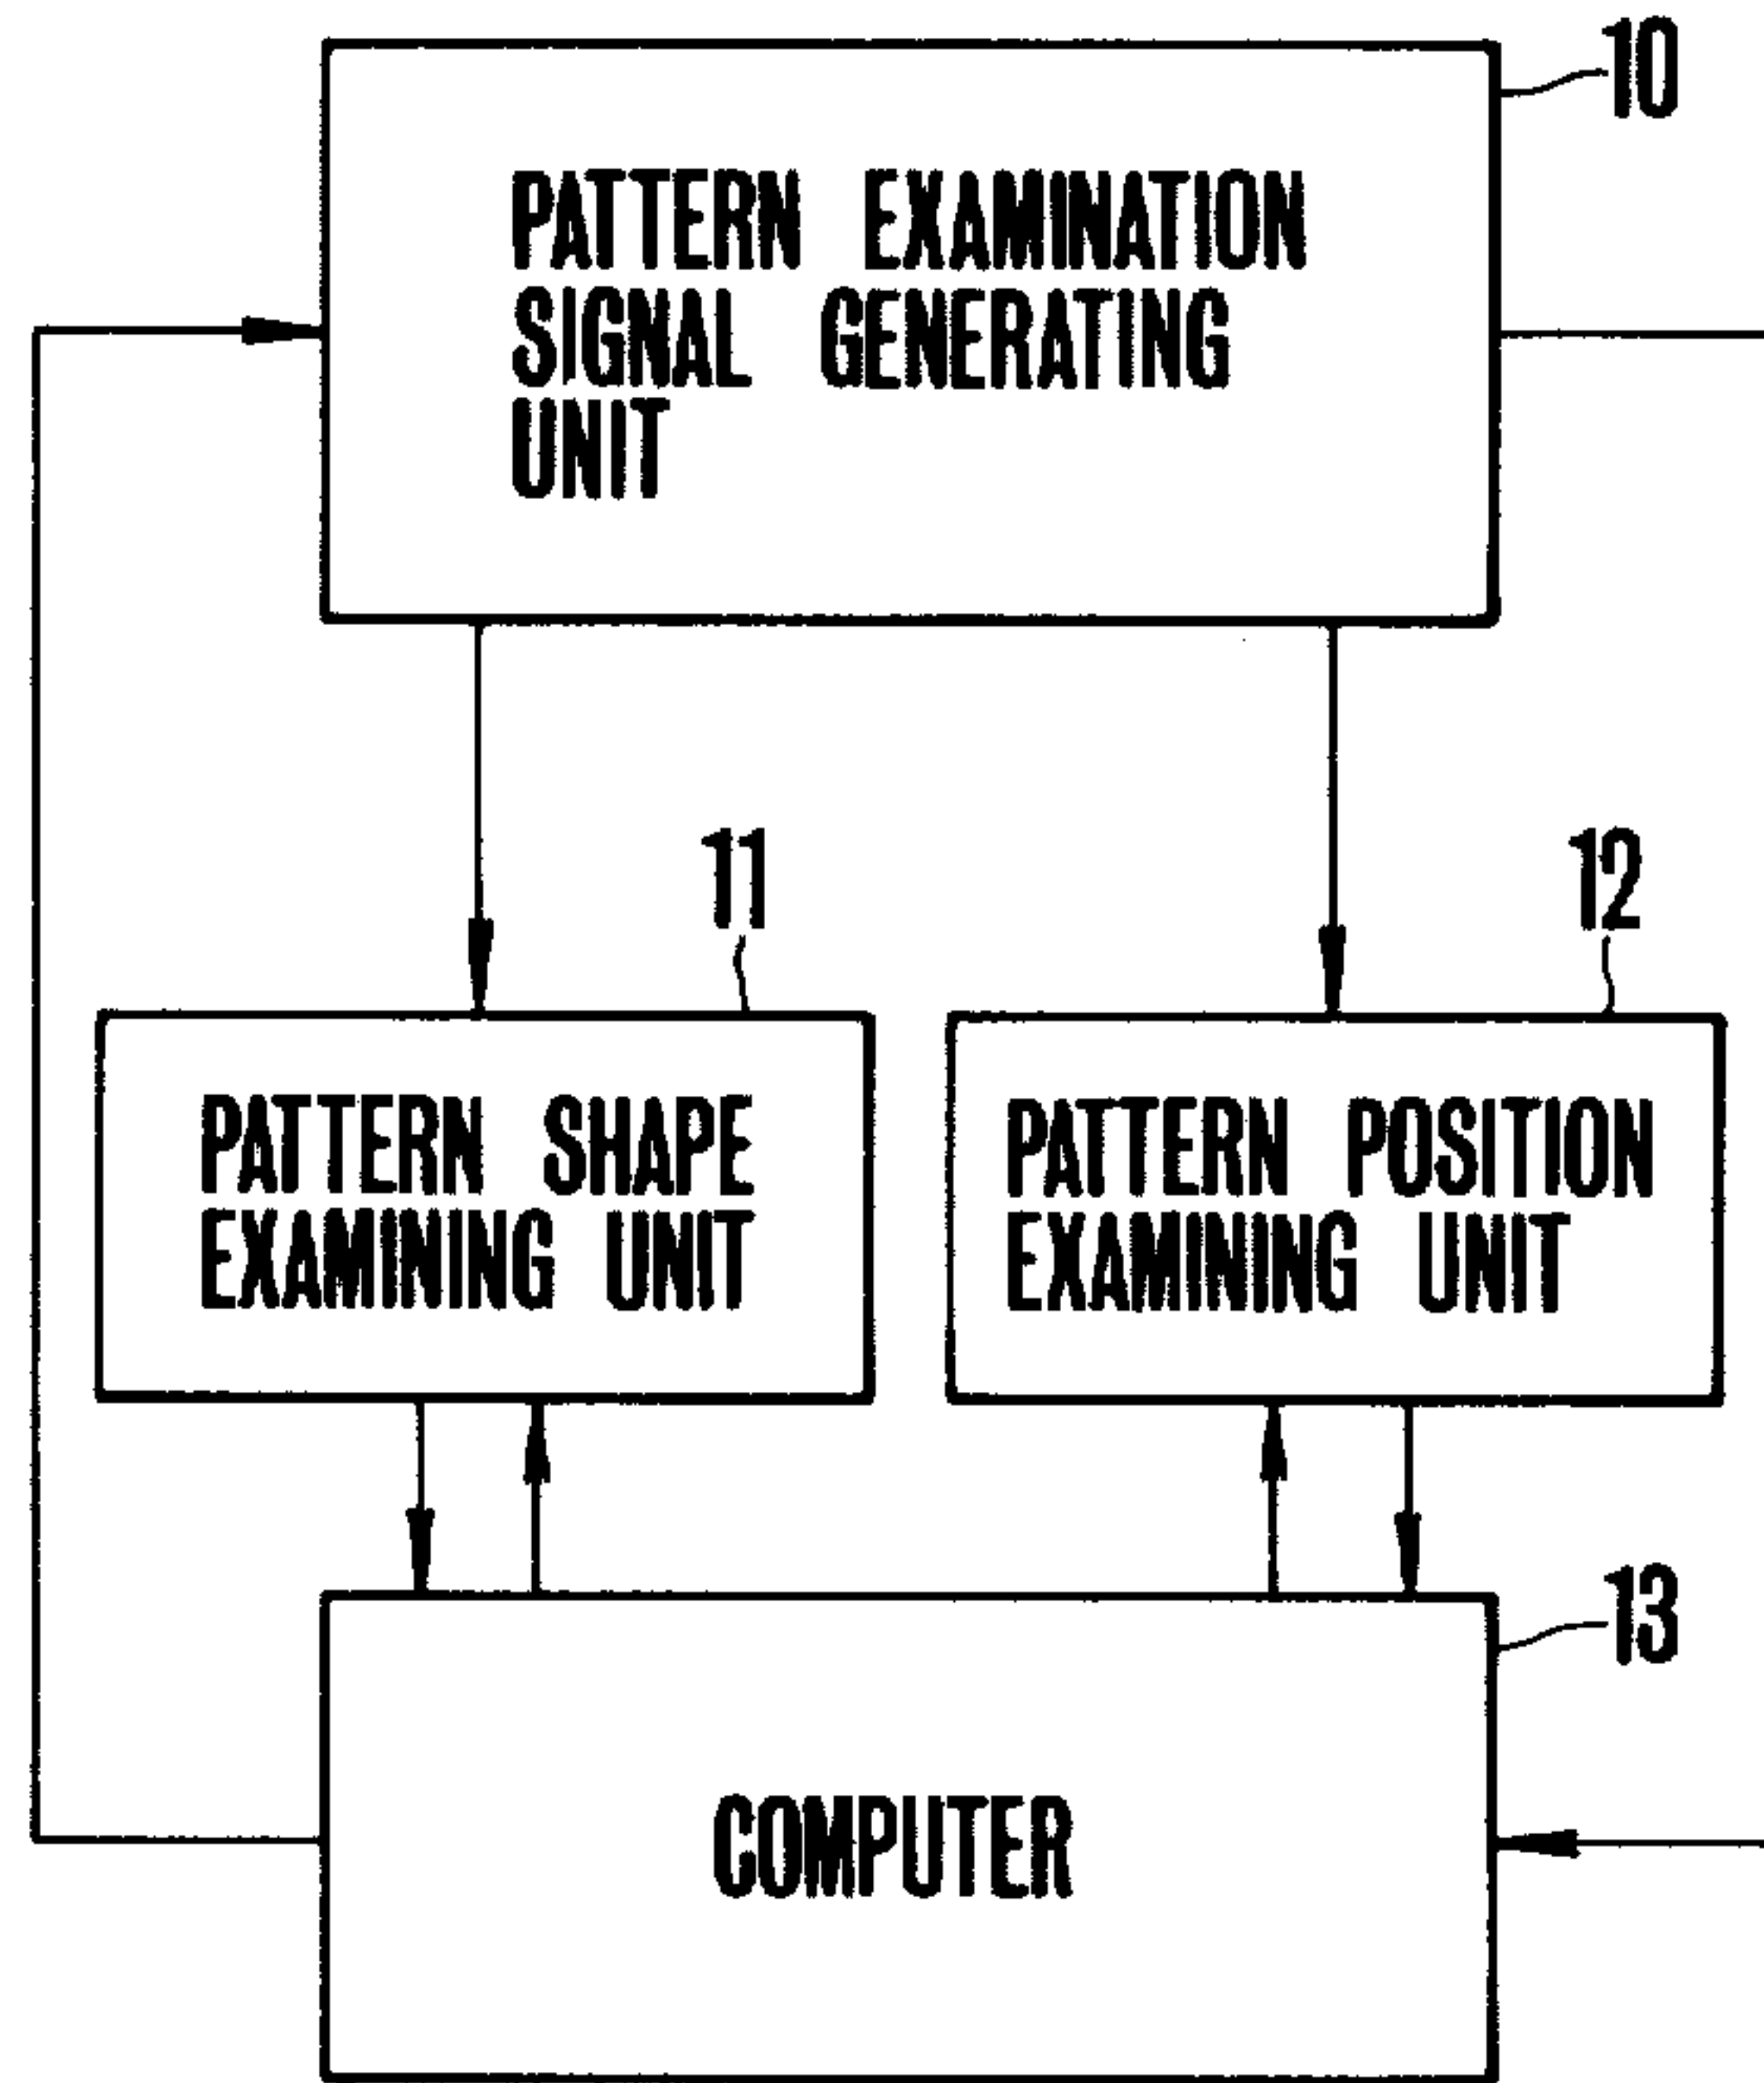 10
PATTERN EXAMINATION
SIGNAL GENERATING
UNIT
11
12
PATTERN SHAPE
EXAMINING UNIT
PATTERN POSITION
EXAMINING UNIT
13
COMPUTER